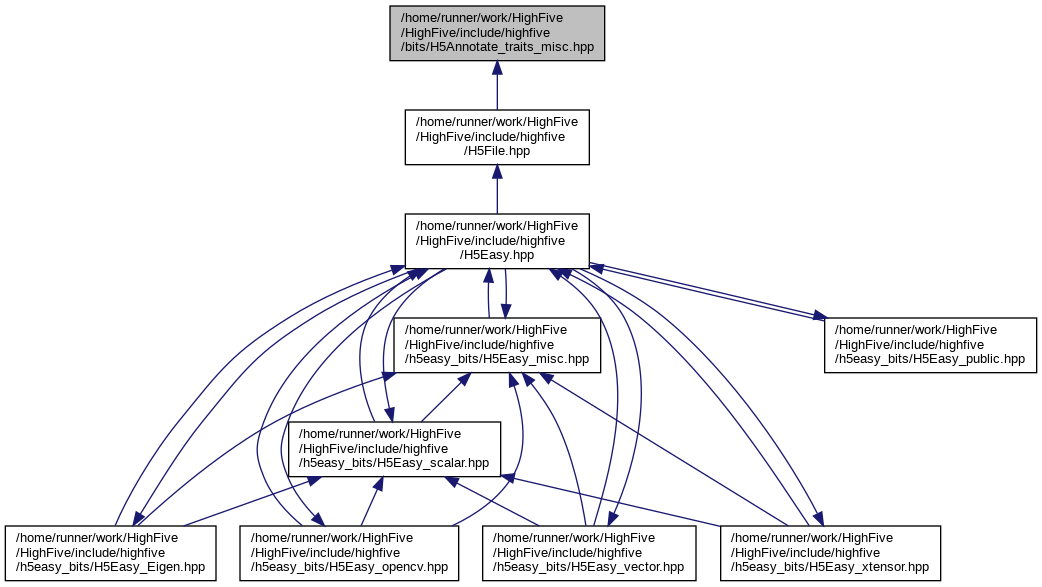 /home/runner/work/HighFive
/HighFive/include/highfive
/bits/H5Annotate_traits_misc.hpp
/home/runner/work/HighFive
/HighFive/include/highfive
/H5File.hpp
/home/runner/work/HighFive
/HighFive/include/highfive
/H5Easy.hpp
/home/runner/work/HighFive
/HighFive/include/highfive
/h5easy_bits/H5Easy_misc.hpp
/home/runner/work/HighFive
/HighFive/include/highfive
/h5easy_bits/H5Easy_public.hpp
/home/runner/work/HighFive
/HighFive/include/highfive
/h5easy_bits/H5Easy_scalar.hpp
/home/runner/work/HighFive
/HighFive/include/highfive
/h5easy_bits/H5Easy_Eigen.hpp
/home/runner/work/HighFive
/HighFive/include/highfive
/h5easy_bits/H5Easy_opencv.hpp
/home/runner/work/HighFive
/HighFive/include/highfive
/h5easy_bits/H5Easy_vector.hpp
/home/runner/work/HighFive
/HighFive/include/highfive
/h5easy_bits/H5Easy_xtensor.hpp